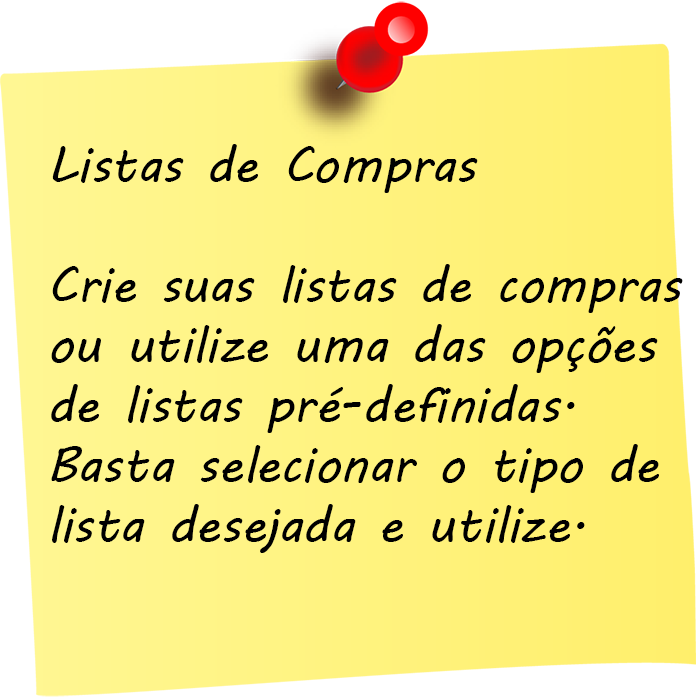 Listas de Compras
Crie suas listas de compras
ou utilize uma das opções
de listas pré-definidas.
Basta selecionar o tipo de
lista desejada e utilize.